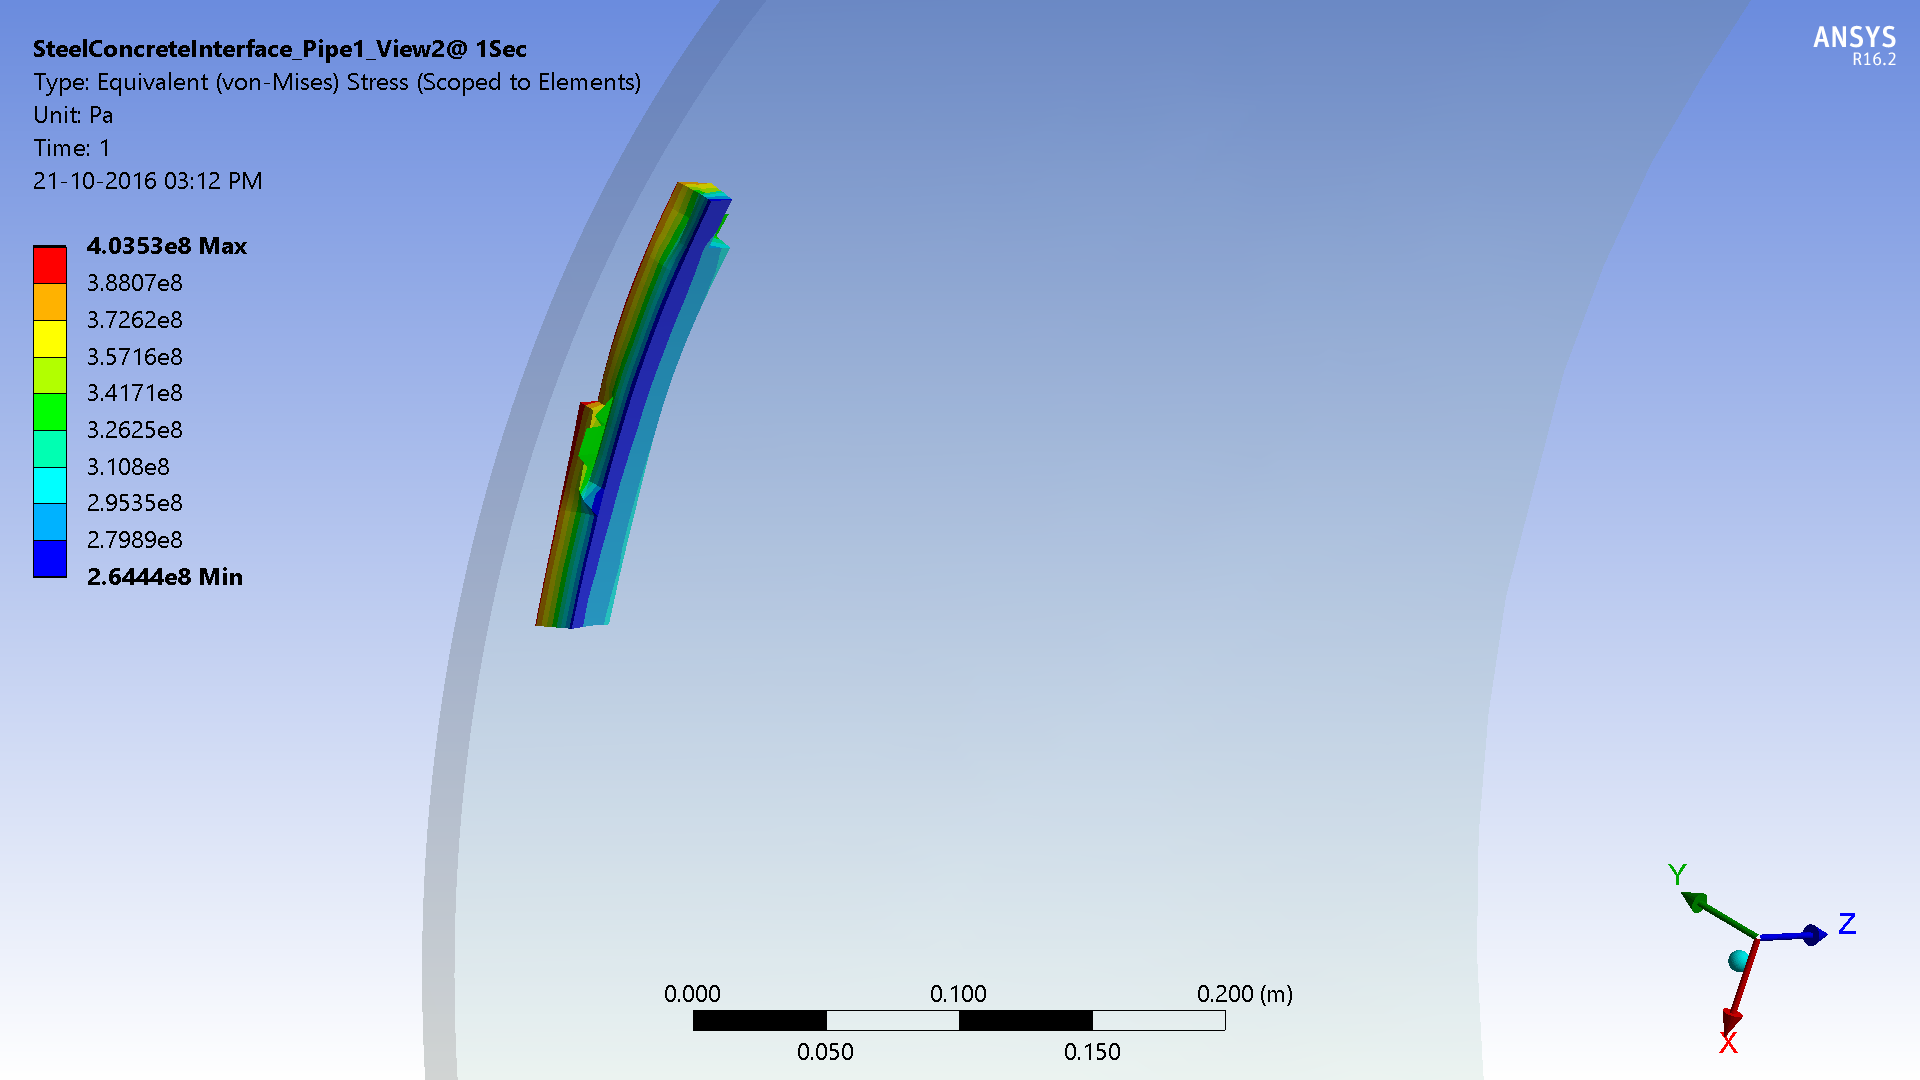 SteelConcreteInterface_Pipe1_View2@ 1Sec
Type: Equivalent (von-Mises) Stress (Scoped to Elements)
Unit: Pa
Time: 1
21-10-2016 03:12 PM
ANSYS
R16.2
4.0353e8 Max
3.8807e8
3.7262e8
3.5716e8
3.4171e8
3.2625e8
3.108e8
2.9535e8
2.7989e8
2.6444e8 Min
Y
Z
X
0.000 0.100 0.200 (m)
0.050 0.150